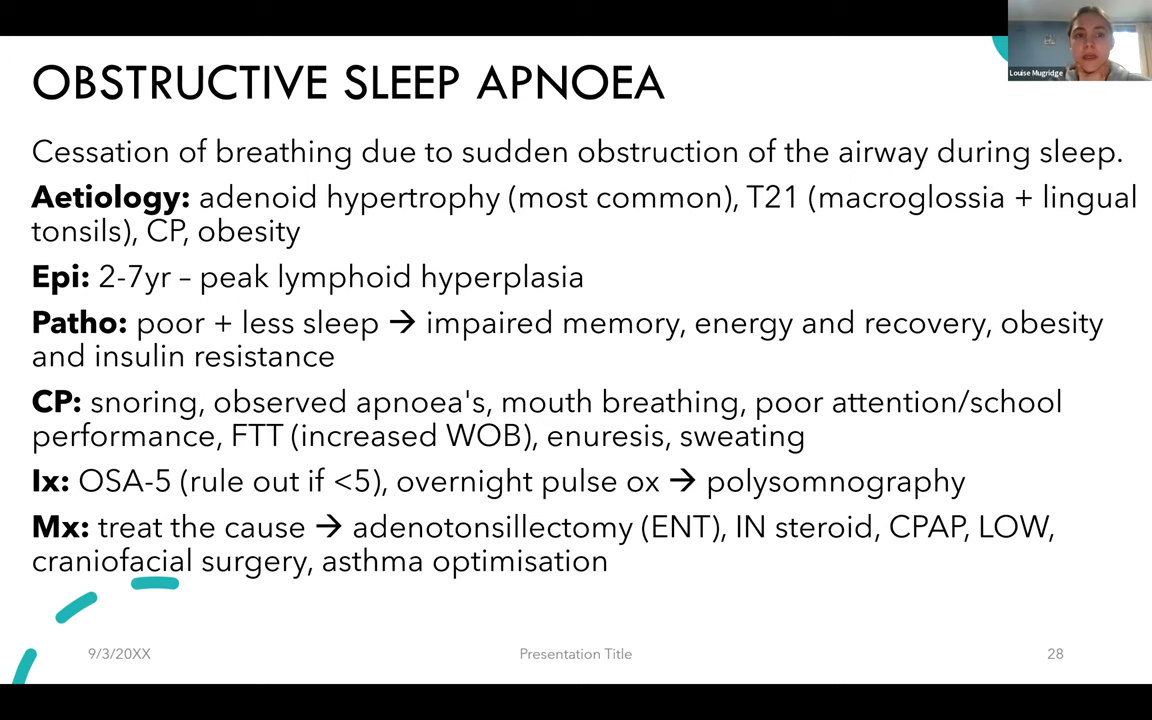 Louise Mugridge
OBSTRUCTIVE SLEEP APNOEA
Cessation of breathing due to sudden obstruction of the airway during sleep.
Aetiology: adenoid hypertrophy (most common), T21 (macroglossia + lingual
tonsils), CP, obesity
Epi: 2-7yr – peak lymphoid hyperplasia
Patho: poor + less sleep → impaired memory, energy and recovery, obesity
and insulin resistance
CP: snoring, observed apnoea's, mouth breathing, poor attention/school
performance, FTT (increased WOB), enuresis, sweating
Ix: OSA-5 (rule out if <5), overnight pulse ox → polysomnography
Mx: treat the cause → adenotonsillectomy (ENT), IN steroid, CPAP, LOW,
craniofacial surgery, asthma optimisation
9/3/20XX
Presentation Title
28